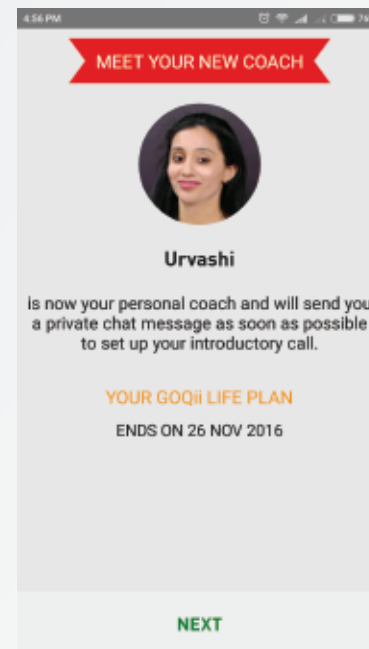 4:56 PM
MEET YOUR NEW COACH
Urvashi
is now your personal coach and will send you
a private chat message as soon as possible
to set up your introductory call.
YOUR GOQii LIFE PLAN
ENDS ON 26 NOV 2016
NEXT